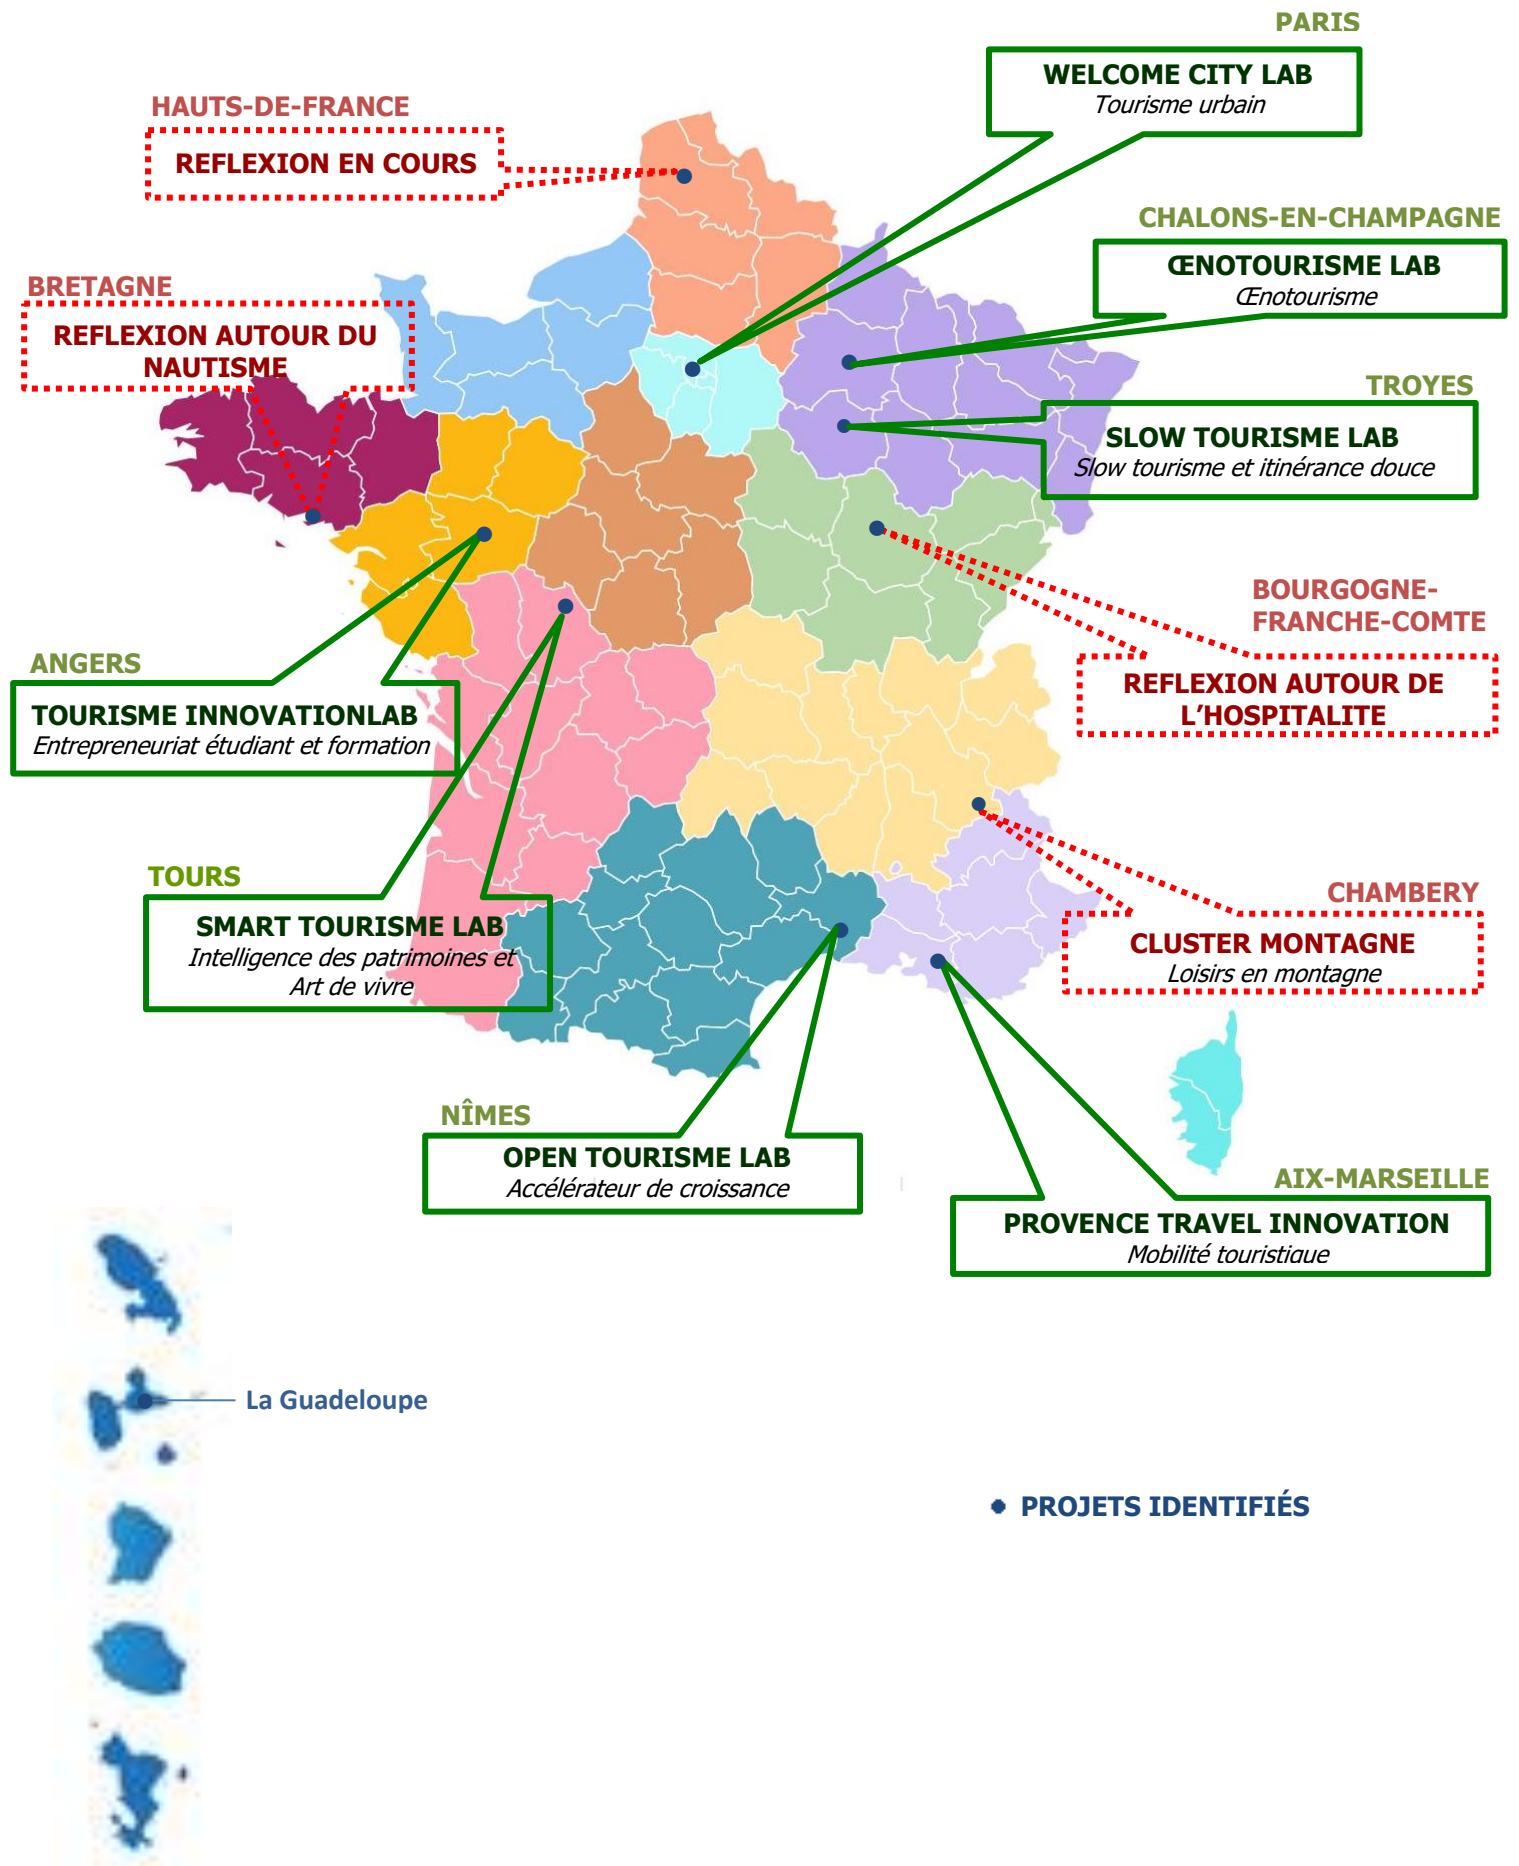 PARIS
WELCOME CITY LAB
Tourisme urbain
HAUTS-DE-FRANCE
REFLEXION EN COURS
CHALONS-EN-CHAMPAGNE
ŒNOTOURISME LAB
Œnotourisme
BRETAGNE
REFLEXION AUTOUR DU
NAUTISME
TROYES
SLOW TOURISME LAB
Slow tourisme et itinérance douce
BOURGOGNE-
FRANCHE-COMTE
REFLEXION AUTOUR DE
L'HOSPITALITE
ANGERS
TOURISME INNOVATIONLAB
Entrepreneuriat étudiant et formation
TOURS
SMART TOURISME LAB
Intelligence des patrimoines et
Art de vivre
CHAMBERY
CLUSTER MONTAGNE
Loisirs en montagne
NÎMES
OPEN TOURISME LAB
Accélérateur de croissance
AIX-MARSEILLE
PROVENCE TRAVEL INNOVATION
Mobilité touristique
La Guadeloupe
PROJETS IDENTIFIÉS